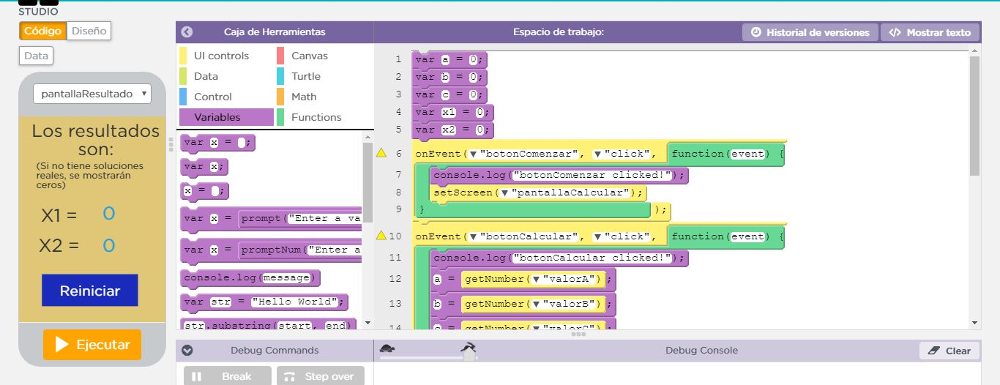 STUDIO
Código Diseño
Data
pantallaResultado
Los resultados
son:
(Si no tiene soluciones
reales, se mostrarán
ceros)
X1 = 0
X2 = 0
Reiniciar
Ejecutar
Caja de Herramientas
UI controls Canvas
Data Turtle
Control Math
Variables Functions
var x = ;
var x;
x = ;
var x = prompt("Enter a va
var x = promptNum("Enter a
console.log(message)
var str = "Hello World";
str.substring(start, end)
Espacio de trabajo: Historial de versiones </> Mostrar texto
1 var a = 0;
2 var b = 0;
3 var c = 0;
4 var x1 = 0;
5 var x2 = 0;
6 onEvent(▼"botonComenzar", ▼"click", function(event) {
7 console.log("botonComenzar clicked!");
8 setScreen(▼"pantallaCalcular");
9 } );
10 onEvent(▼"botonCalcular", ▼"click", function(event) {
11 console.log("botonCalcular clicked!");
12 a = getNumber(▼"valorA");
13 b = getNumber(▼"valorB");
14 c = getNumber(▼"valorC");
Debug Commands Debug Console Clear
Break Step over